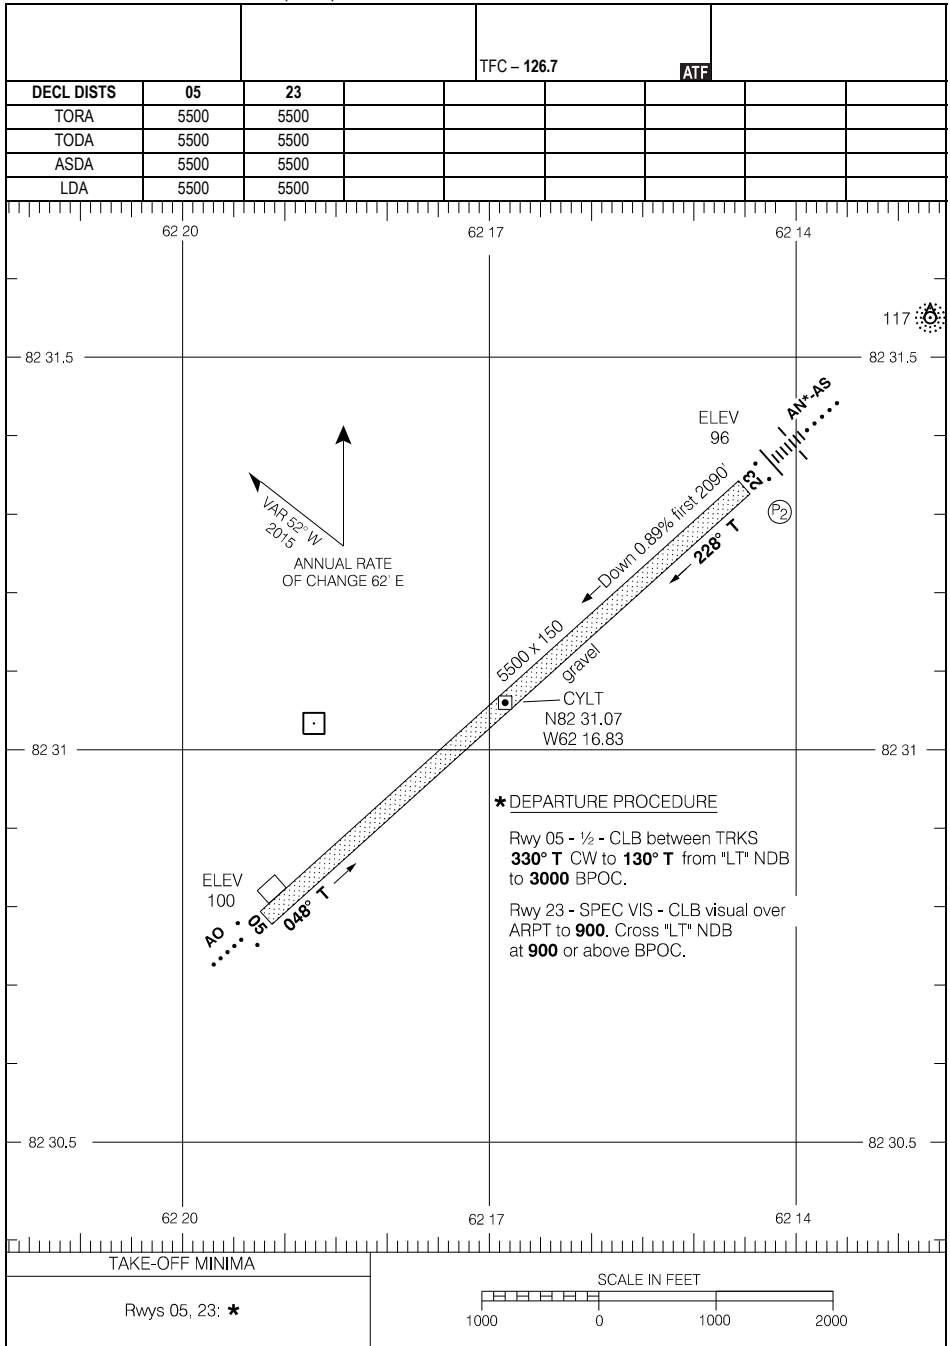 TFC – 126.7
ATF
DECL DISTS 05 23
TORA 5500 5500
TODA 5500 5500
ASDA 5500 5500
LDA 5500 5500
62 20 62 17 62 14
117
82 31.5 82 31.5
AN*-AS
ELEV
96
23
P2
VAR 52° W
2015
ANNUAL RATE
OF CHANGE 62' E
Down 0.89% first 2090'
228° T
5500 x 150
gravel
CYLT
N82 31.07
W62 16.83
82 31 82 31
* DEPARTURE PROCEDURE
Rwy 05 - ½ - CLB between TRKS
330° T CW to 130° T from "LT" NDB
to 3000 BPOC.
Rwy 23 - SPEC VIS - CLB visual over
ARPT to 900. Cross "LT" NDB
at 900 or above BPOC.
ELEV
100
048° T
05
AO
82 30.5 82 30.5
62 20 62 17 62 14
TAKE-OFF MINIMA
Rwys 05, 23: *
SCALE IN FEET
1000 0 1000 2000